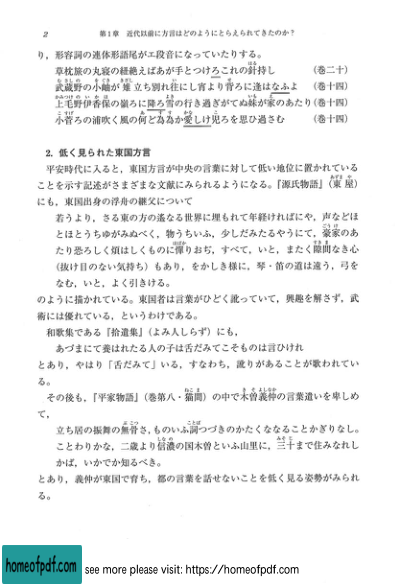 2 第1章 近代以前に方言はどのようにとらえられてきたのか?
り，形容詞の連体形語尾がエ段音になっていたりする。
草枕旅の丸寝の紐絶えばあが手とつけろこれの針持し （巻二十）
武蔵野の小岫が雉立ち別れ往にし宵より背ろに逢はなふよ （巻十四）
上毛野伊香保の嶺ろに降ろ雪の行き過ぎがてぬ妹が家のあたり（巻十四）
小菅ろの浦吹く風の何ど為為か愛しけ児ろを思ひ過さむ （巻十四）
2. 低く見られた東国方言
平安時代に入ると，東国方言が中央の言葉に対して低い地位に置かれている
ことを示す記述がさまざまな文献にみられるようになる。『源氏物語』（東屋）
にも，東国出身の浮舟の継父について
若うより，さる東の方の遙なる世界に埋もれて年経ければにや，声などほ
とほとうちゆがみぬべく，物うちいふ，少しだみたるやうにて，豪家のあ
たり恐ろしく煩はしくものに憚りおぢ，すべて，いと，またく隙間なき心
（抜け目のない気持ち）もあり，をかしき様に，琴・笛の道は遠う，弓を
なむ，いと，よく引きける。
のように描かれている。東国者は言葉がひどく訛っていて，興趣を解さず，武
術には優れている，というわけである。
和歌集である『拾遺集』（よみ人しらず）にも，
あづまにて養はれたる人の子は舌だみてこそものは言ひけれ
とあり，やはり「舌だみて」いる，すなわち，訛りがあることが歌われてい
る。
その後も，『平家物語』（巻第八・猫間）の中で木曽義仲の言葉遣いを卑しめ
て，
立ち居の振舞の無骨さ，ものいふ詞つづきのかたくななることかぎりなし。
ことわりかな，二歳より信濃の国木曽といふ山里に，三十まで住みなれし
かば，いかでか知るべき。
とあり，義仲が東国で育ち，都の言葉を話せないことを低く見る姿勢がみられ
る。
homeofpdf.com see more please visit: https://homeofpdf.com